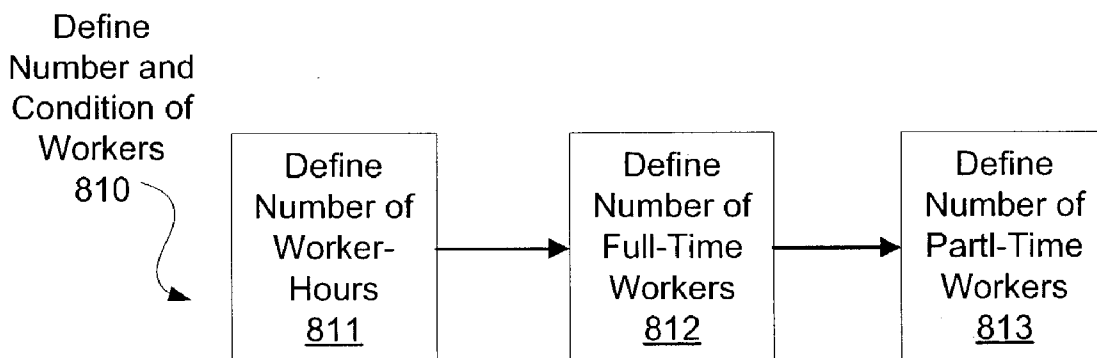 Define
Number and
Condition of
Workers
810
Define
Number of
Worker-
Hours
811
Define
Number of
Full-Time
Workers
812
Define
Number of
Partl-Time
Workers
813